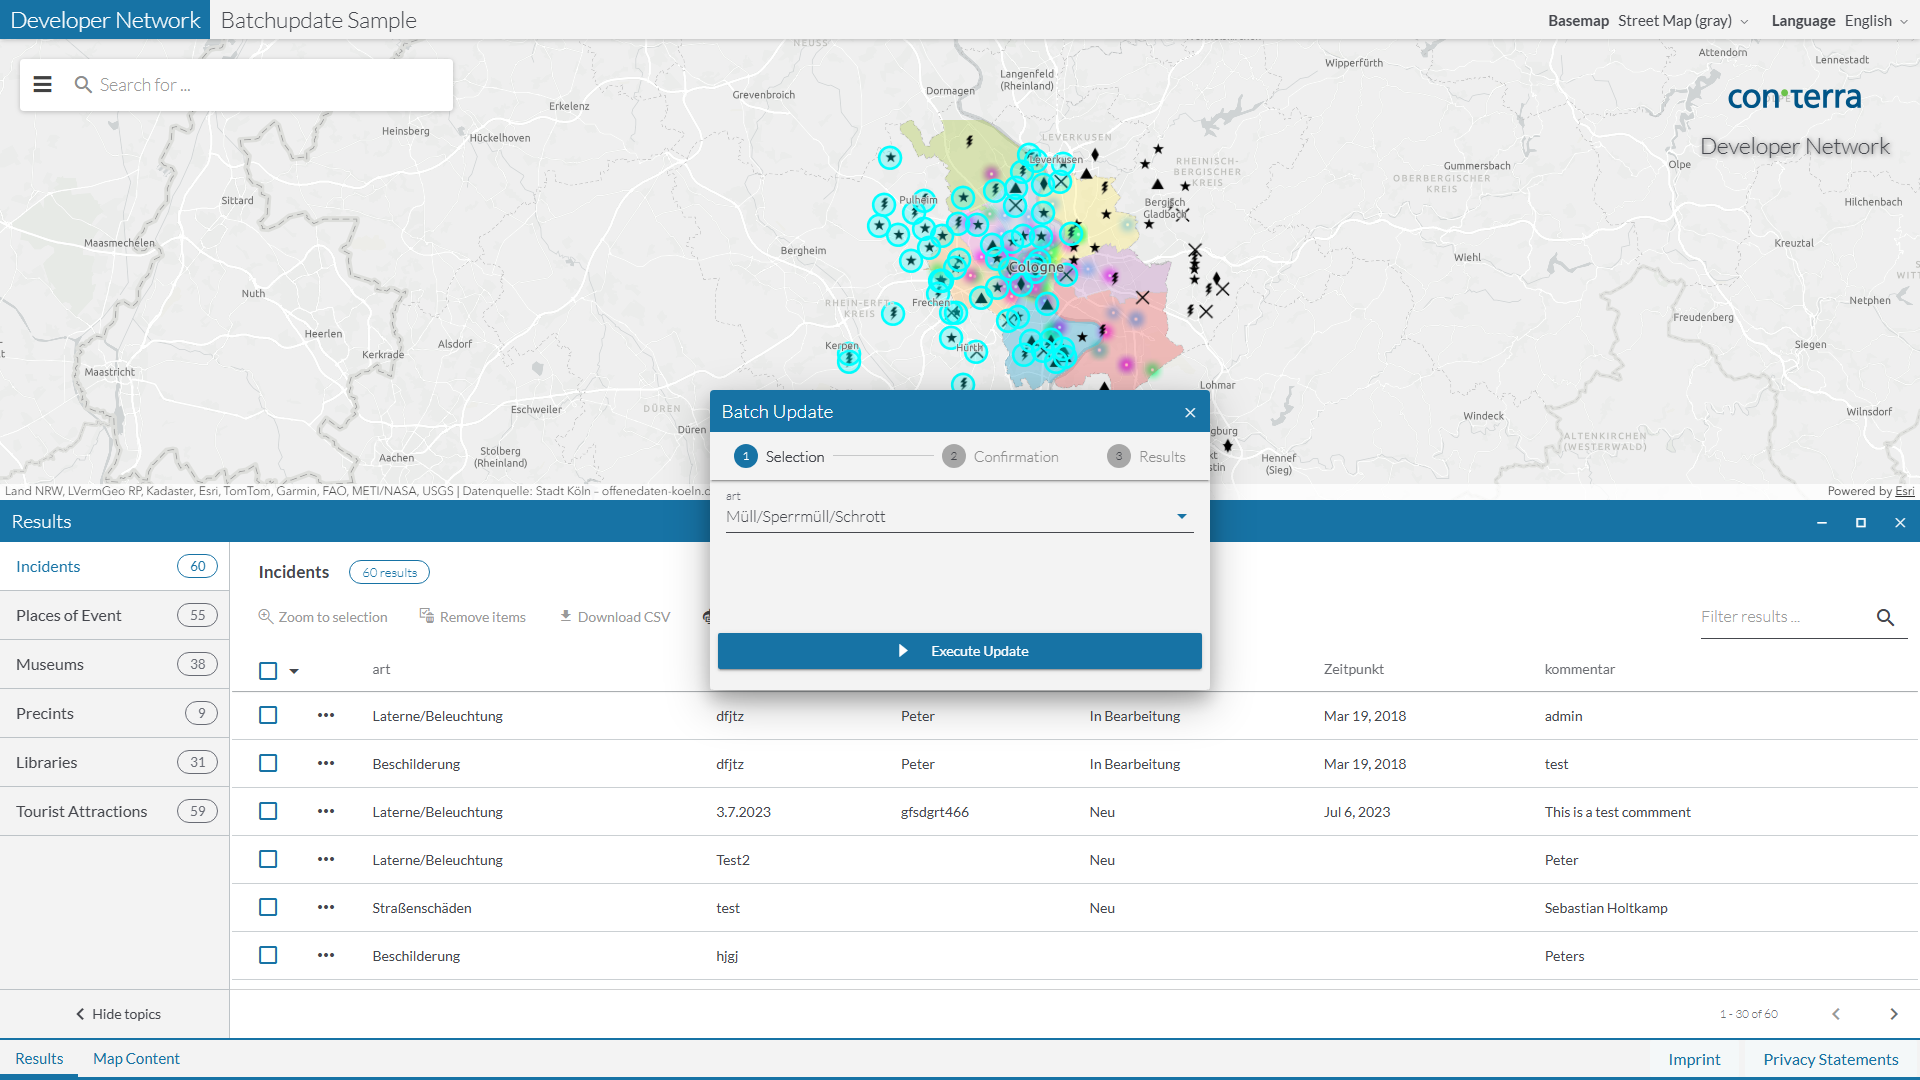 Developer Network
Batchupdate Sample
Basemap Street Map (gray)
Language English
Search for ...
con terra
Developer Network
NEUSS
Attendorn
Lennestadt
Wipperfürth
Langenfeld
(Rheinland)
Dormagen
Grevenbroich
Erkelenz
Heinsberg
Hückelhoven
LEVERKUSEN
Leverkusen
RHEINISCH-
BERGISCHER
KREIS
Gummersbach
OBERBERGISCHER
KREIS
Olpe
Sittard
Pulheim
Bergisch
Gladbach
Hilchenbach
Maasmechelen
Bergheim
Kreuztal
Wiehl
Cologne
Nuth
RHEIN-ERFT-
KREIS
Frechen
Netphen
Freudenberg
Heerlen
Alsdorf
Kerpen
Hürth
Siegen
Kerkrade
Maastricht
Lohmar
Eschweiler
DÜREN
Düren
Windeck
Wilnsdorf
Stolberg
(Rheinland)
Aachen
Hennef
(Sieg)
ALTENKIRCHEN
(WESTERWALD)
Land NRW, LVermGeo RP, Kadaster, Esri, TomTom, Garmin, FAO, METI/NASA, USGS | Datenquelle: Stadt Köln - offenedaten-koeln.d
Powered by Esri
Batch Update
1 Selection
2 Confirmation
3 Results
art
Müll/Sperrmüll/Schrott
Execute Update
Results
Incidents 60
Places of Event 55
Museums 38
Precints 9
Libraries 31
Tourist Attractions 59
Hide topics
Incidents 60 results
Zoom to selection Remove items Download CSV
Filter results ...
art Zeitpunkt kommentar
Laterne/Beleuchtung dfjtz Peter In Bearbeitung Mar 19, 2018 admin
Beschilderung dfjtz Peter In Bearbeitung Mar 19, 2018 test
Laterne/Beleuchtung 3.7.2023 gfsdgrt466 Neu Jul 6, 2023 This is a test commment
Laterne/Beleuchtung Test2 Neu Peter
Straßenschäden test Neu Sebastian Holtkamp
Beschilderung hjgj Peters
1 - 30 of 60
Results
Map Content
Imprint
Privacy Statements